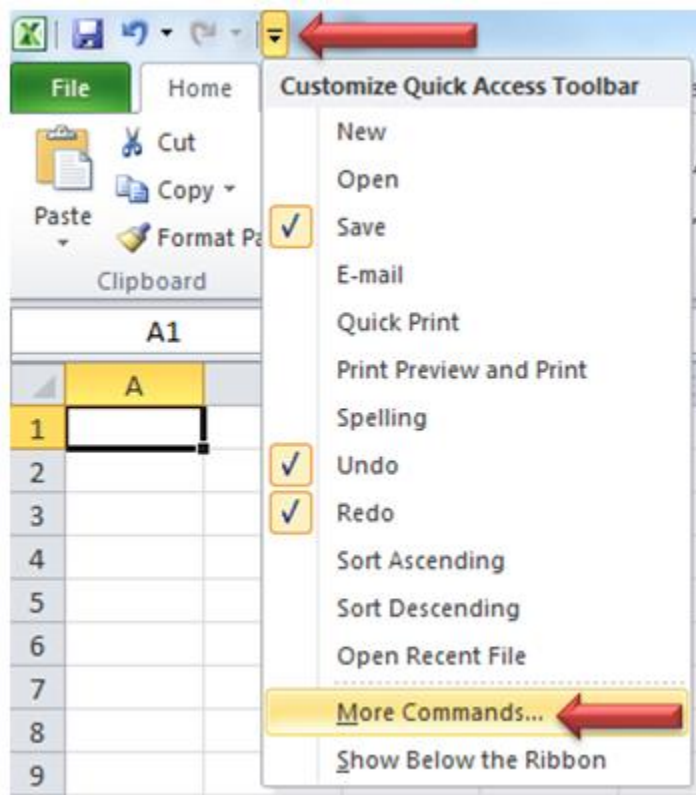 File Home
Customize Quick Access Toolbar
Cut
Copy
Paste
Format Pa
Clipboard
A1
A
1
2
3
4
5
6
7
8
9
New
Open
Save
E-mail
Quick Print
Print Preview and Print
Spelling
Undo
Redo
Sort Ascending
Sort Descending
Open Recent File
More Commands...
Show Below the Ribbon